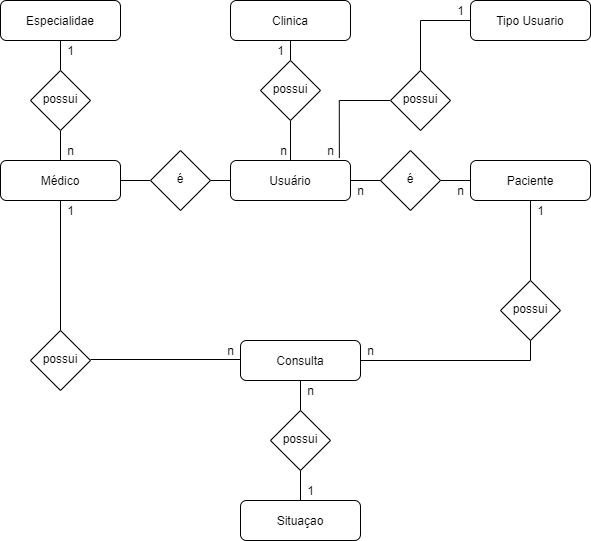 Especialidae
Clinica
Tipo Usuario
1
1
1
possui
possui
possui
n
n
n
Médico
é
Usuário
é
Paciente
n
n
1
1
possui
possui
n
n
Consulta
n
possui
1
Situaçao